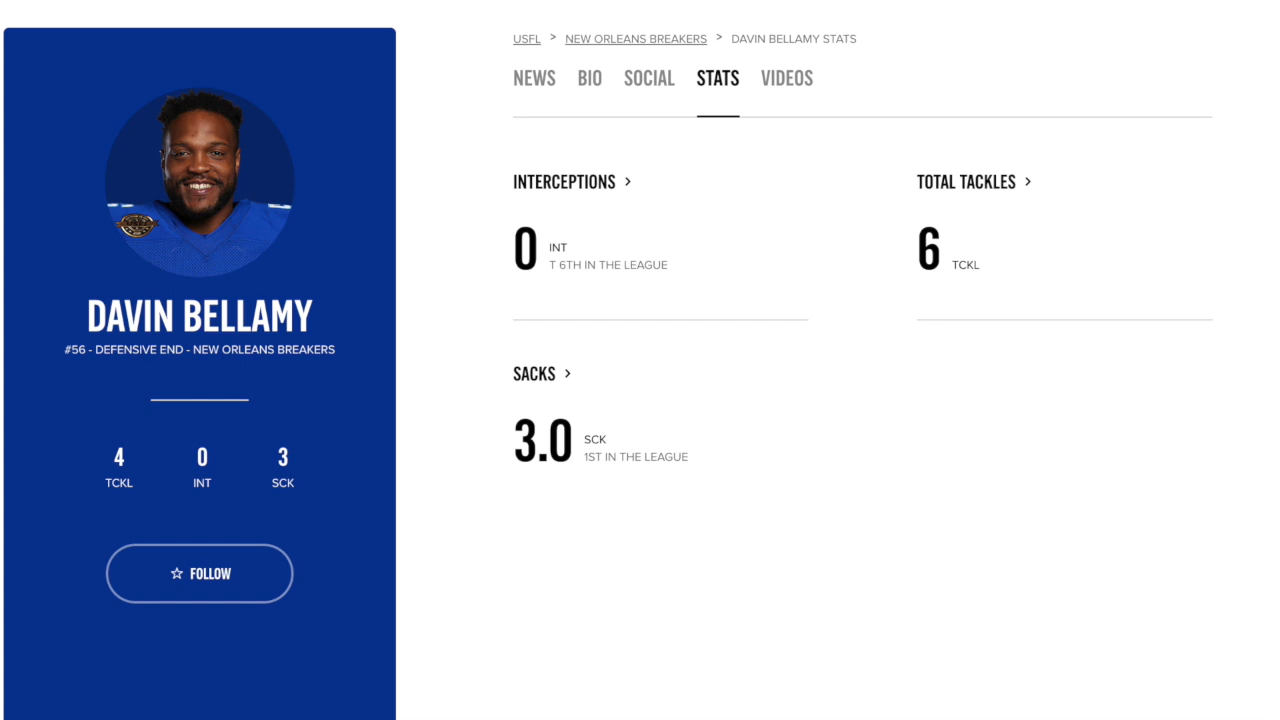 DAVIN BELLAMY
#56 - DEFENSIVE END - NEW ORLEANS BREAKERS
4 0 3
TCKL INT SCK
☆ FOLLOW
USFL > NEW ORLEANS BREAKERS > DAVIN BELLAMY STATS
NEWS BIO SOCIAL STATS VIDEOS
INTERCEPTIONS >
0 INT
T 6TH IN THE LEAGUE
TOTAL TACKLES >
6 TCKL
SACKS >
3.0 SCK
1ST IN THE LEAGUE